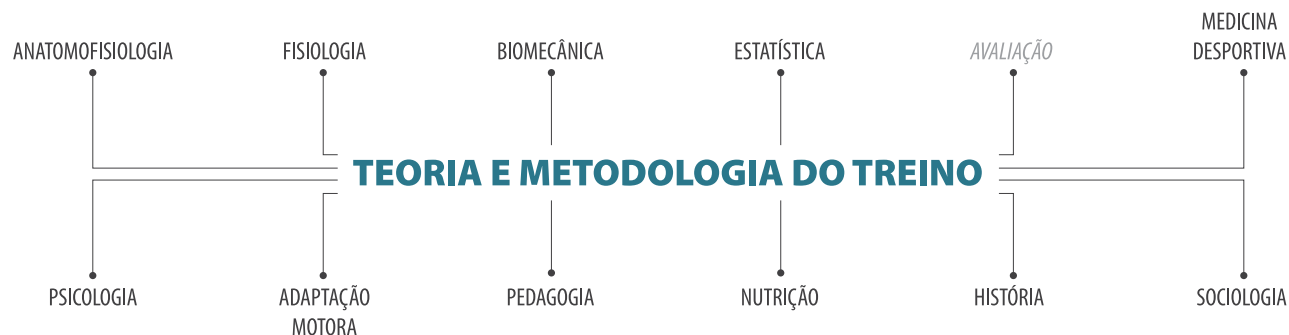 ANATOMOFISIOLOGIA
FISIOLOGIA
BIOMECÂNICA
ESTATÍSTICA
AVALIAÇÃO
MEDICINA
DESPORTIVA
TEORIA E METODOLOGIA DO TREINO
PSICOLOGIA
ADAPTAÇÃO
MOTORA
PEDAGOGIA
NUTRIÇÃO
HISTÓRIA
SOCIOLOGIA